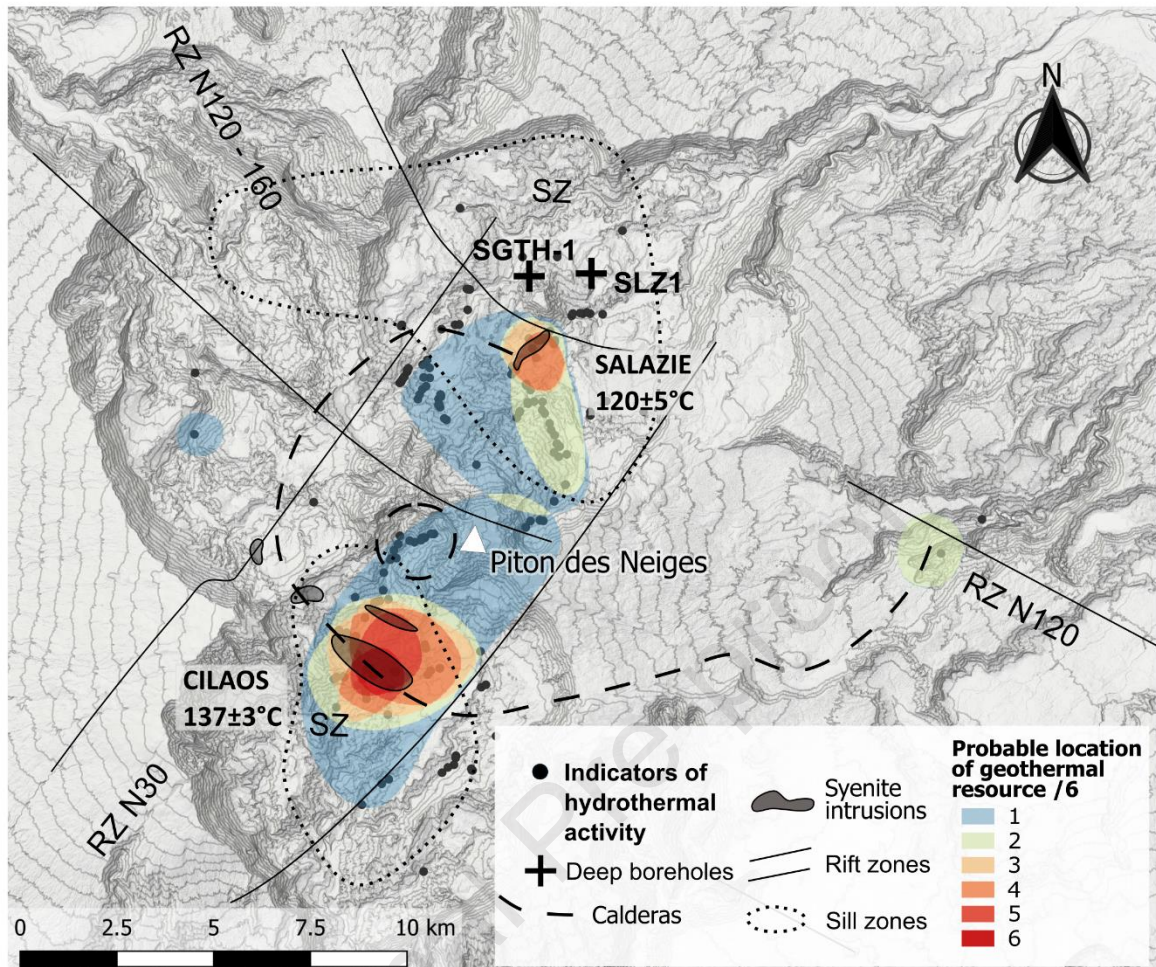 RZ N120 - 160
N
SZ
SGTH.1
SLZ1
SALAZIE
120±5°C
Piton des Neiges
RZ N120
CILAOS
137±3°C
SZ
RZ N30
0 2.5 5 7.5 10 km
Indicators of
hydrothermal
activity
Deep boreholes
Calderas
Syenite
intrusions
Rift zones
Sill zones
Probable location
of geothermal
resource /6
1
2
3
4
5
6